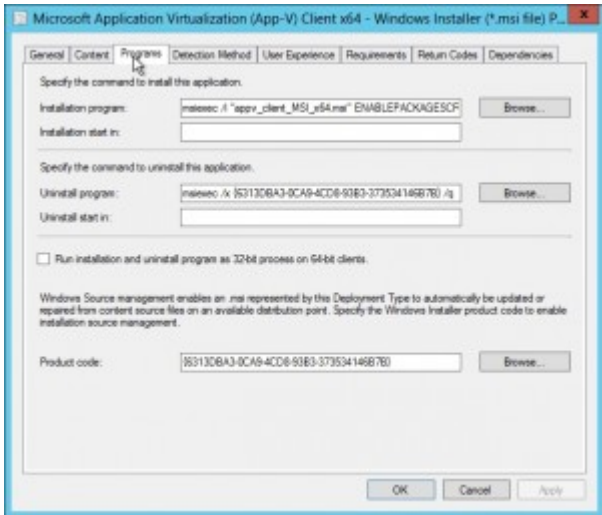 Microsoft Application Virtualization (App-V) Client x64 - Windows Installer (*.msi file) P...
General Content Programs Detection Method User Experience Requirements Return Codes Dependencies
Specify the command to install this application.
Installation program: msiexec /i "appv_client_MSI_x64.msi" ENABLEPACKAGESCR Browse...
Installation start in:
Specify the command to uninstall this application.
Uninstall program: msiexec /x {6313DBA3-0CA9-4CD8-93B3-373534146B7B} /q Browse...
Uninstall start in:
Run installation and uninstall program as 32-bit process on 64-bit clients.
Windows Source management enables an .msi represented by this Deployment Type to automatically be updated or
repaired from content source files on an available distribution point. Specify the Windows Installer product code to enable
installation source management.
Product code: {6313DBA3-0CA9-4CD8-93B3-373534146B7B} Browse...
OK Cancel Apply